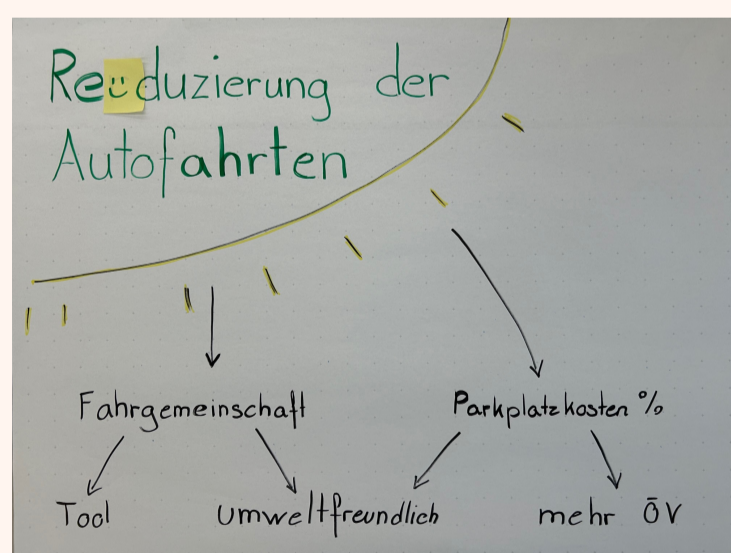 Reduzierung der
Autofahrten
Fahrgemeinschaft
Parkplatzkosten %
Tool
umweltfreundlich
mehr ÖV